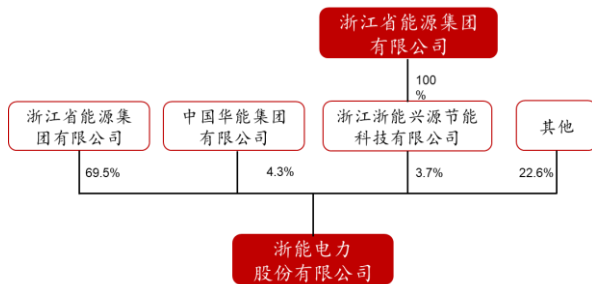 浙江省能源集团
有限公司
100
%
浙江省能源集
团有限公司
中国华能集团
有限公司
浙江浙能兴源节能
科技有限公司
其他
69.5%
4.3%
3.7%
22.6%
浙能电力
股份有限公司